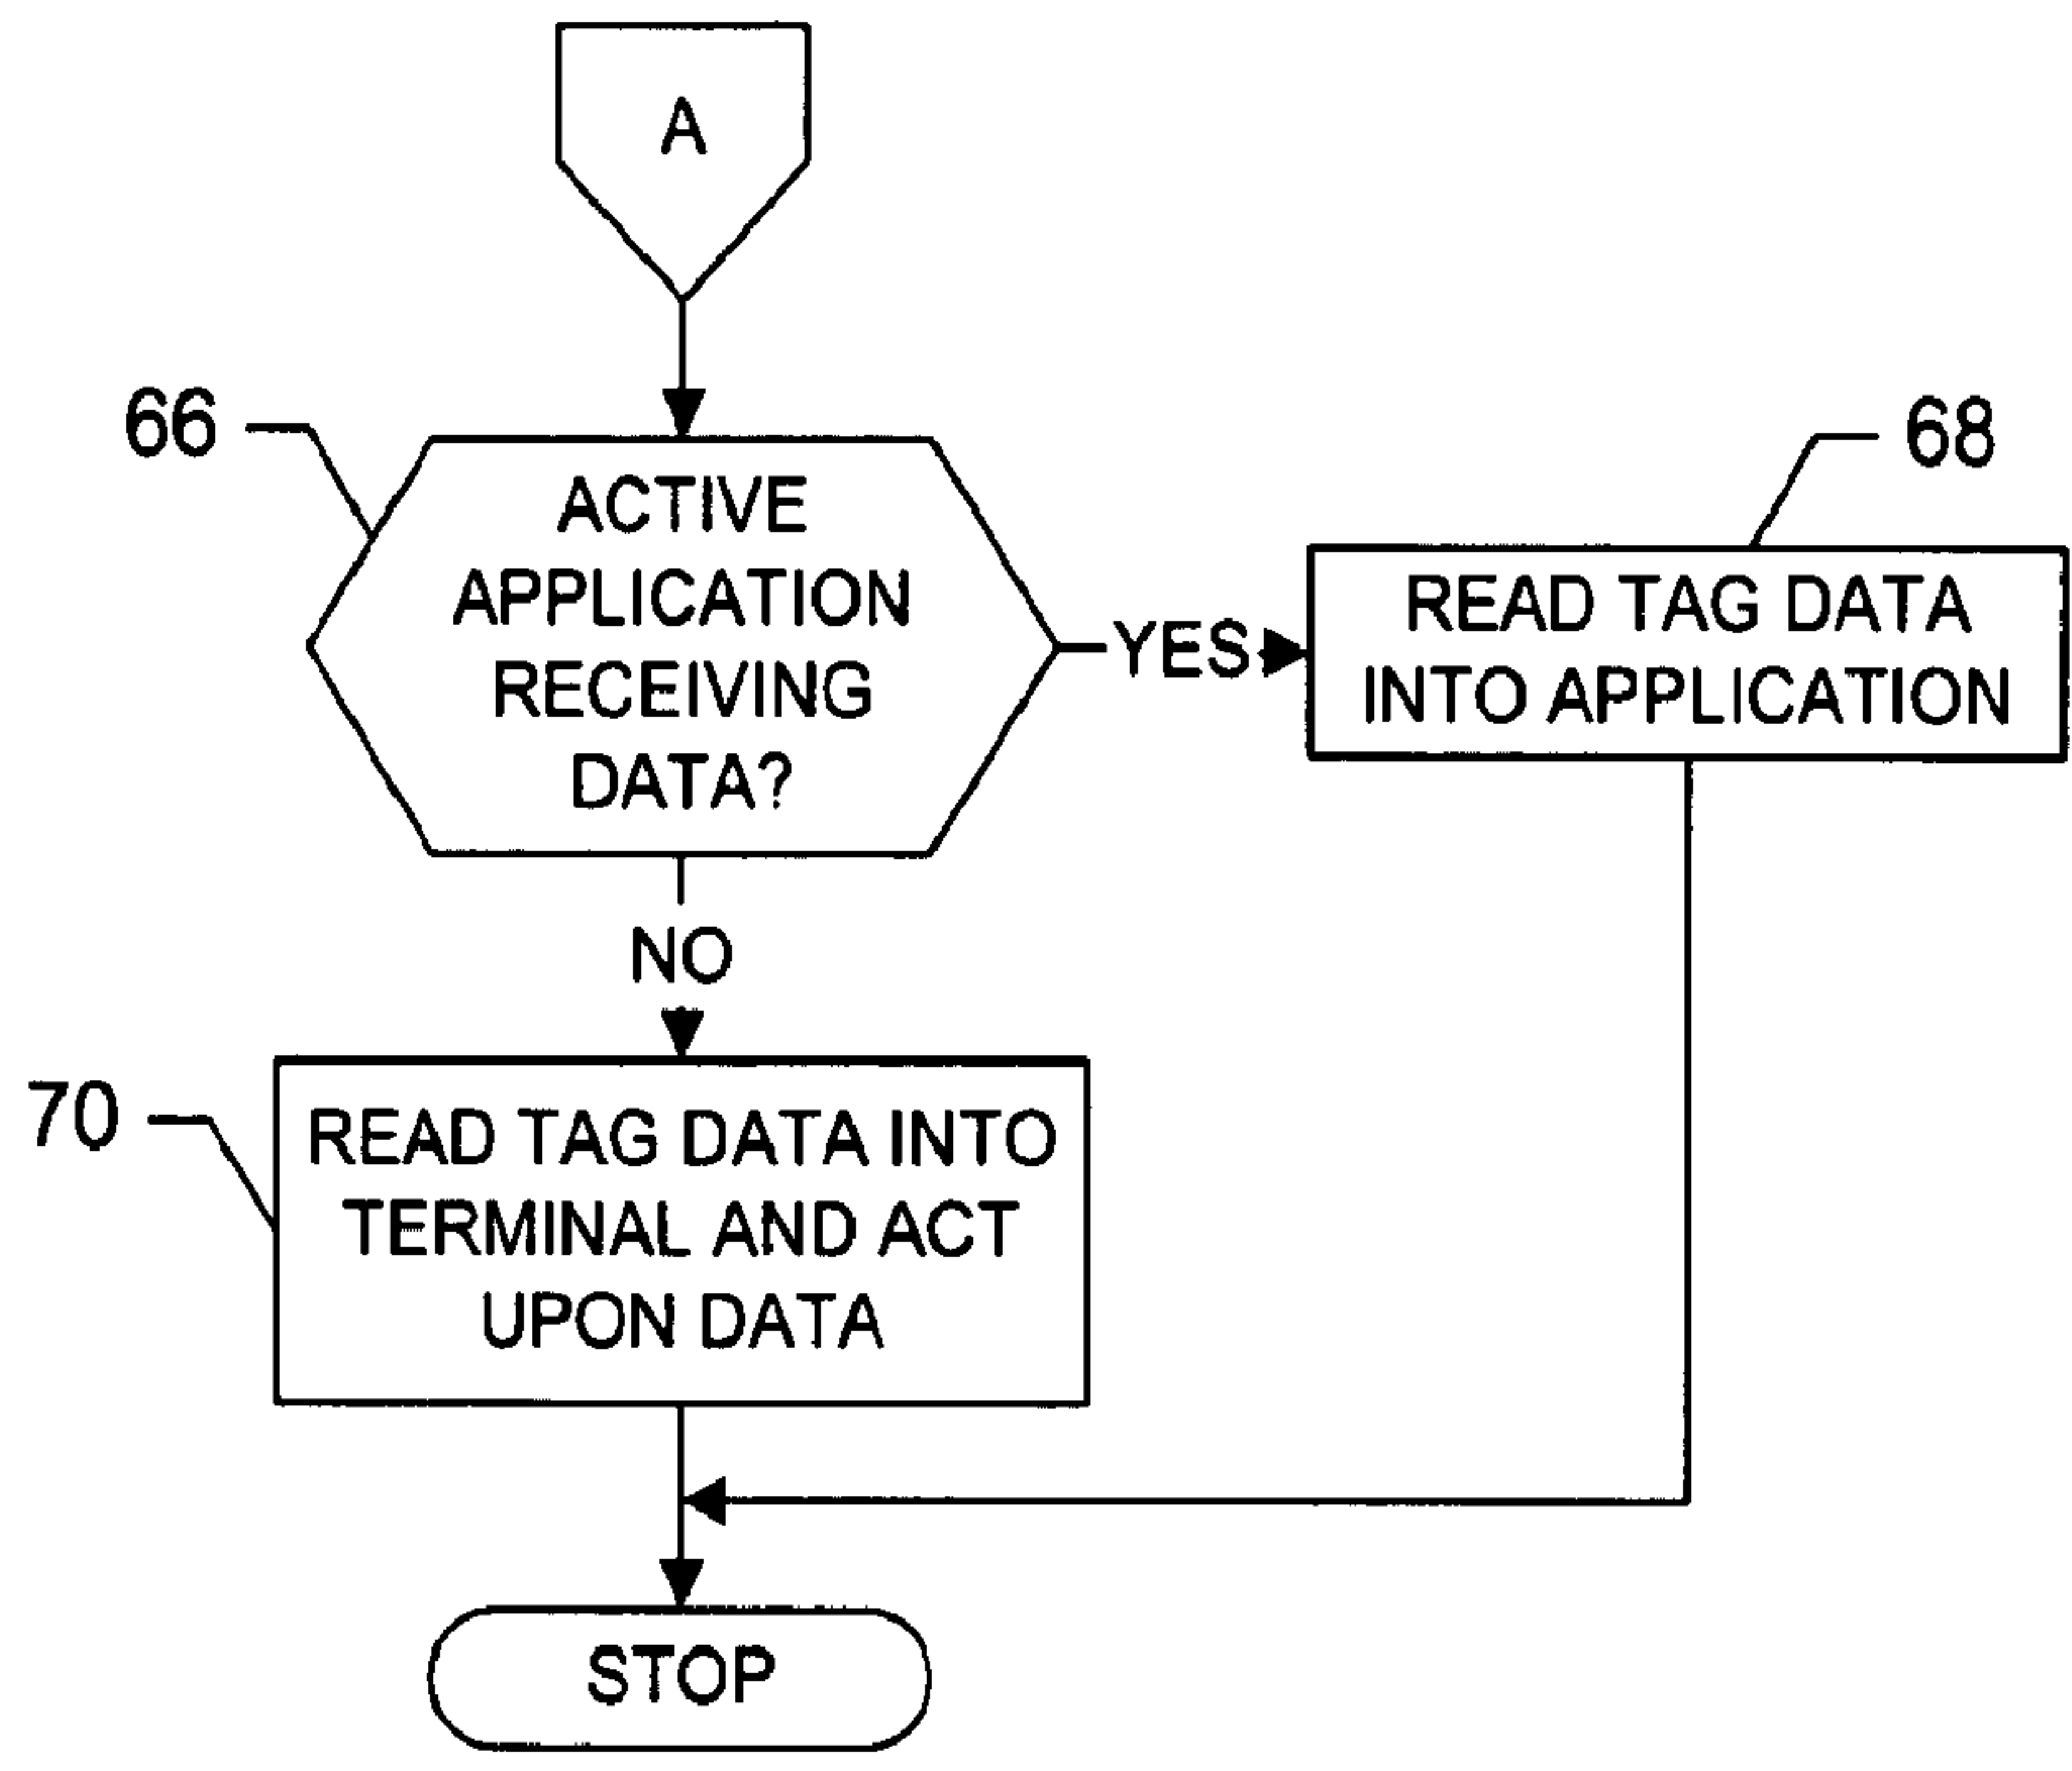 A
66
ACTIVE
APPLICATION
RECEIVING
DATA?
YES
68
READ TAG DATA
INTO APPLICATION
NO
70
READ TAG DATA INTO
TERMINAL AND ACT
UPON DATA
STOP